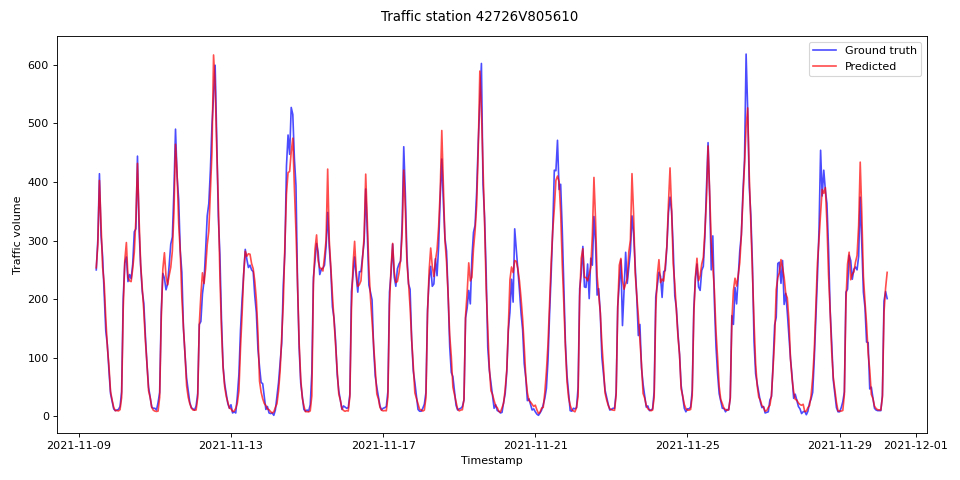 Traffic station 42726V805610
Ground truth
Predicted
Traffic volume
600
500
400
300
200
100
0
2021-11-09
2021-11-13
2021-11-17
2021-11-21
2021-11-25
2021-11-29
2021-12-01
Timestamp